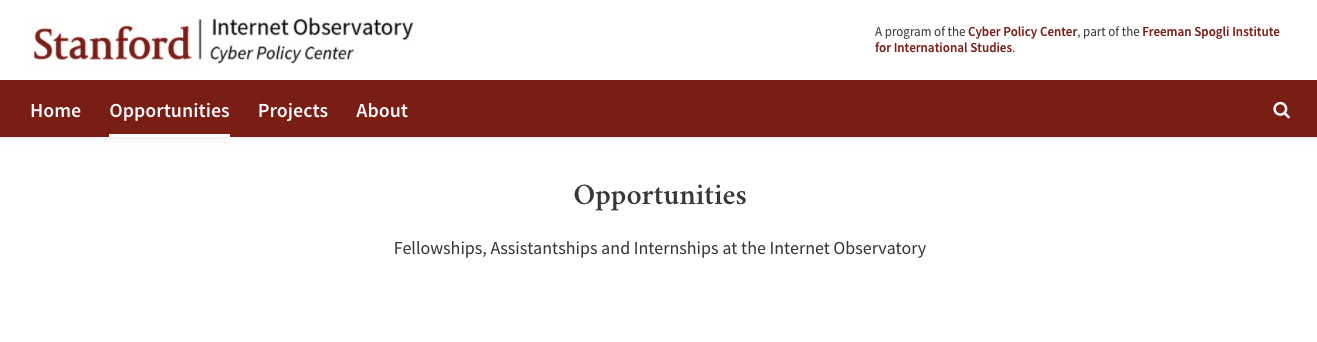 Stanford
Internet Observatory
Cyber Policy Center
A program of the Cyber Policy Center, part of the Freeman Spogli Institute
for International Studies.
Home Opportunities Projects About
Opportunities
Fellowships, Assistantships and Internships at the Internet Observatory